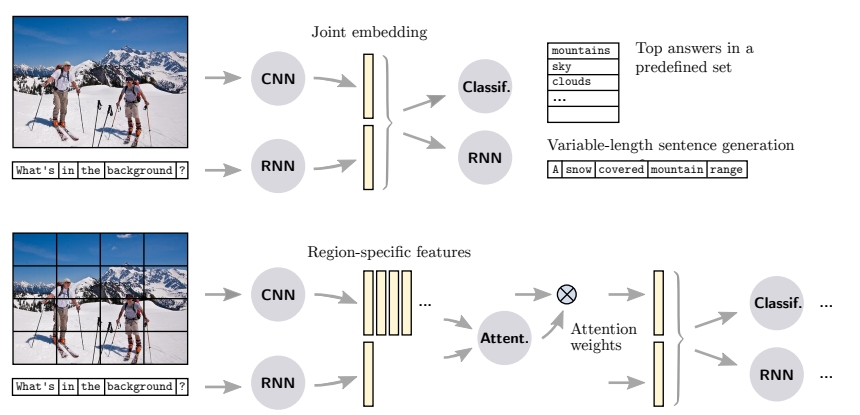 Joint embedding
CNN
RNN
Classif.
RNN
mountains
sky
clouds
...
Top answers in a
predefined set
Variable-length sentence generation
A snow covered mountain range
What's in the background ?
Region-specific features
CNN
RNN
...
Attent.
Attention
weights
Classif. ...
RNN ...
What's in the background ?